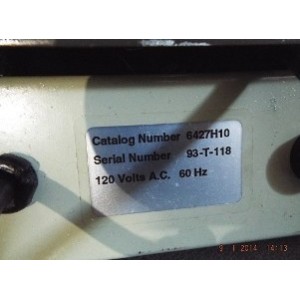 Catalog Number 6427H10
Serial Number 93-T-118
120 Volts A.C. 60 Hz